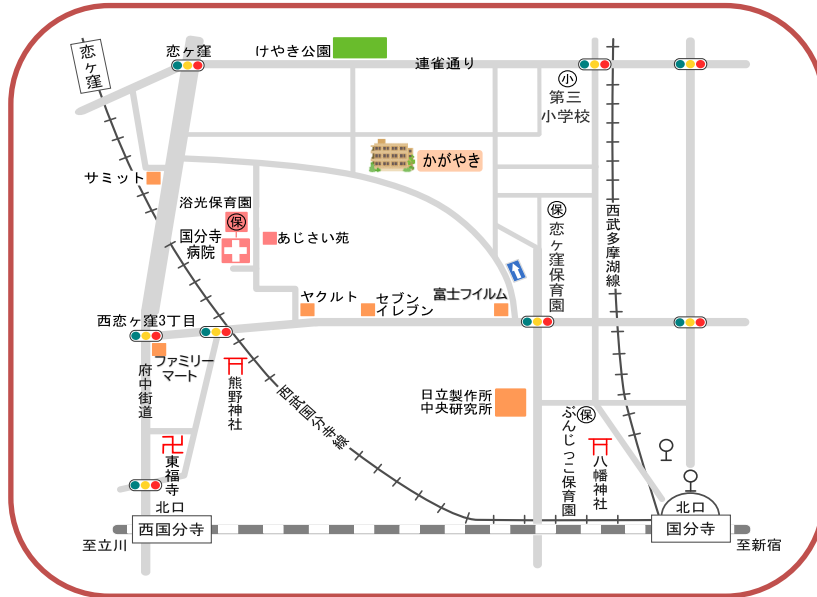 恋ヶ窪
恋ヶ窪
けやき公園
連雀通り
小
第三
小学校
かがやき
サミット
浴光保育園
保
国分寺
病院
あじさい苑
保
恋ヶ窪保育園
西武多摩湖線
ヤクルト
セブン
イレブン
富士フイルム
西恋ヶ窪3丁目
ファミリー
マート
府中街道
熊野神社
西武国分寺線
日立製作所
中央研究所
保
ぶんじっこ保育園
八幡神社
東福寺
北口
西国分寺
至立川
北口
国分寺
至新宿